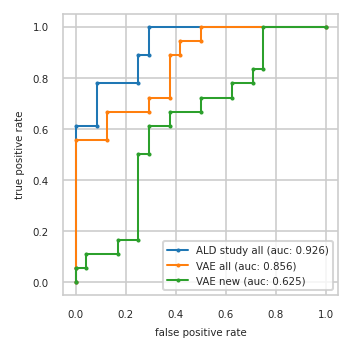 true positive rate
1.0
0.8
0.6
0.4
0.2
0.0
ALD study all (auc: 0.926)
VAE all (auc: 0.856)
VAE new (auc: 0.625)
0.0 0.2 0.4 0.6 0.8 1.0
false positive rate